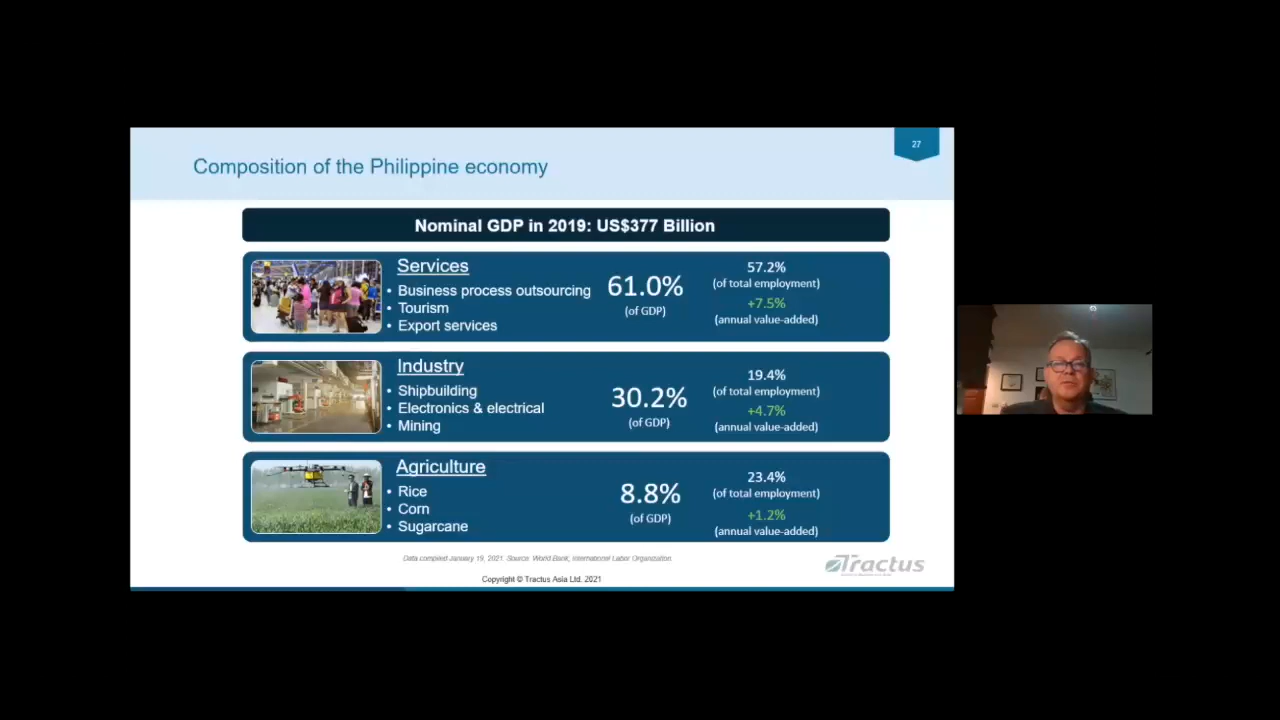 27
Composition of the Philippine economy
Nominal GDP in 2019: US$377 Billion
Services
• Business process outsourcing
• Tourism
• Export services
61.0%
(of GDP)
57.2%
(of total employment)
+7.5%
(annual value-added)
Industry
• Shipbuilding
• Electronics & electrical
• Mining
30.2%
(of GDP)
19.4%
(of total employment)
+4.7%
(annual value-added)
Agriculture
• Rice
• Corn
• Sugarcane
8.8%
(of GDP)
23.4%
(of total employment)
+1.2%
(annual value-added)
Data compiled January 19, 2021. Source: World Bank, International Labor Organization.
Tractus
Copyright © Tractus Asia Ltd. 2021